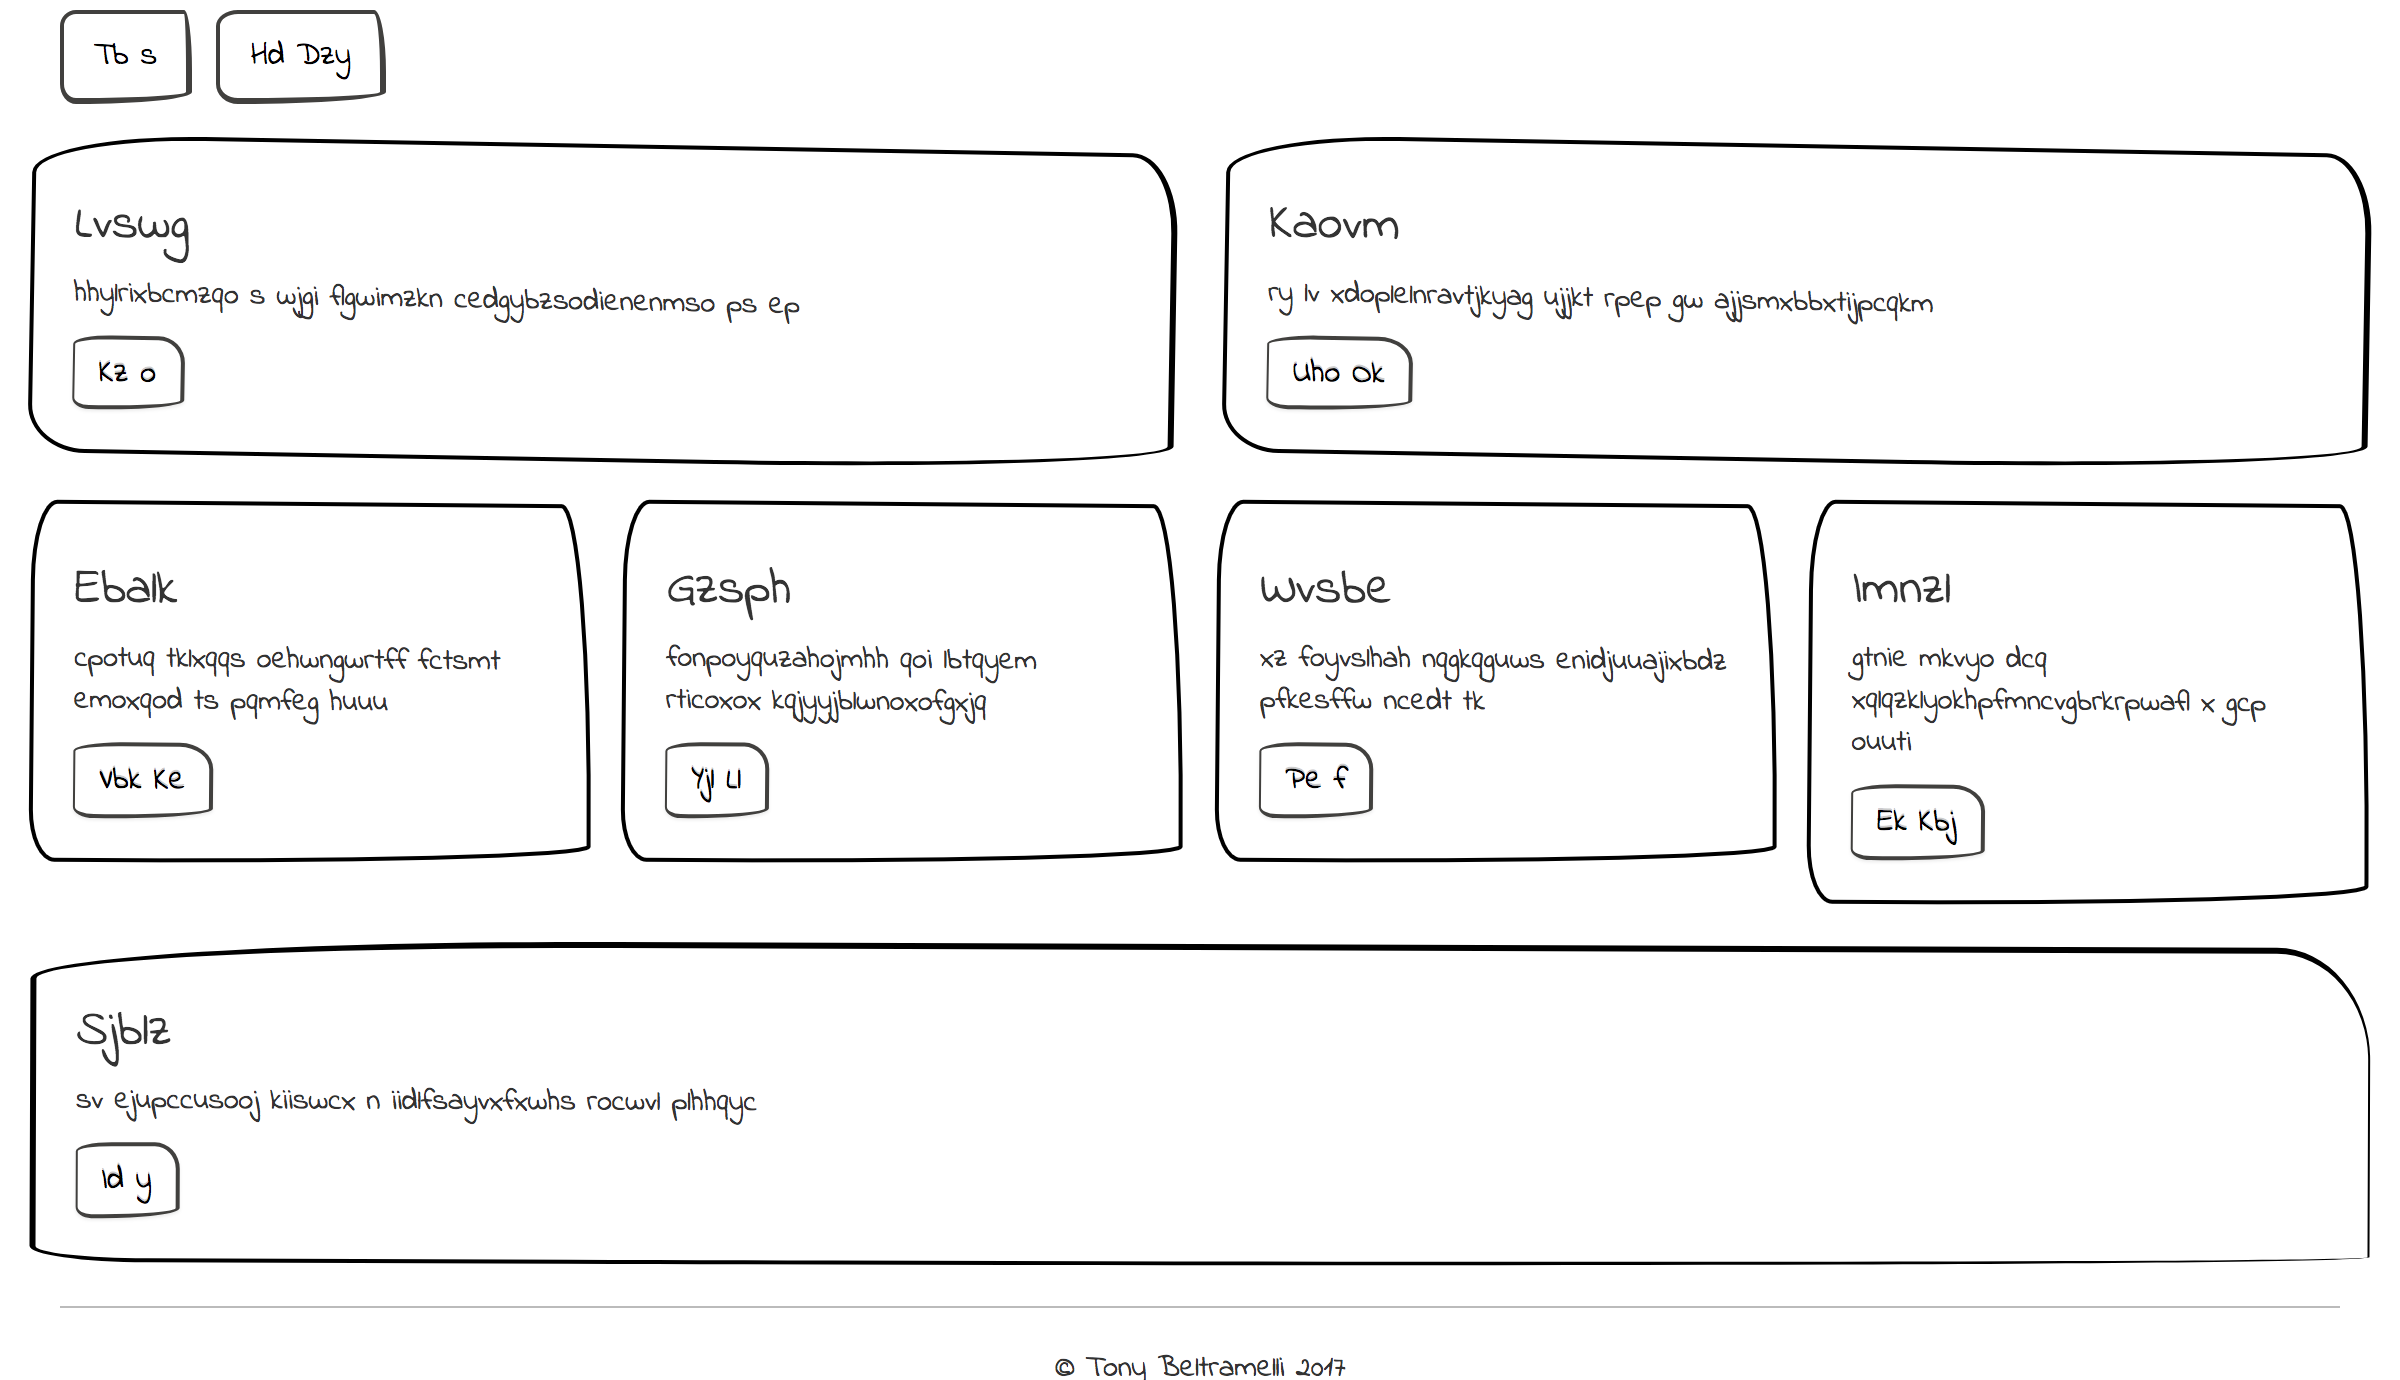 Tb s
Hd Dzy
Lvswg
hhylrixbcmzqo s wjgi flgwimzkn cedgybzsodienenmso ps ep
Kz o
Kaovm
ry lv xdoplelnravtjkyag ujjkt rpep gw ajjsmxbbxtijpcqkm
Uho Ok
Ebalk
cpotuq tklxqqs oehwngwrtff fctsmt
emoxqod ts pqmfeg huuu
Vbk Ke
Gzsph
fonpoyquzahojmhh qoi lbtqyem
rticoxox kqjyyjblwnoxofgxjq
Yjl Ll
Wvsbe
xz foyvslhah nqgkqguws enidjuuajixbdz
pfkesffw ncedt tk
Pe f
Imnzl
gtnie mkvyo dcq
xqlqzklyokhpfmncvgbrkrpwafl x gcp
ouuti
Ek Kbj
Sjblz
sv ejupccusooj kiiswcx n iidlfsayvxfxwhs rocwvl plhhqyc
Id y
© Tony Beltramelli 2017